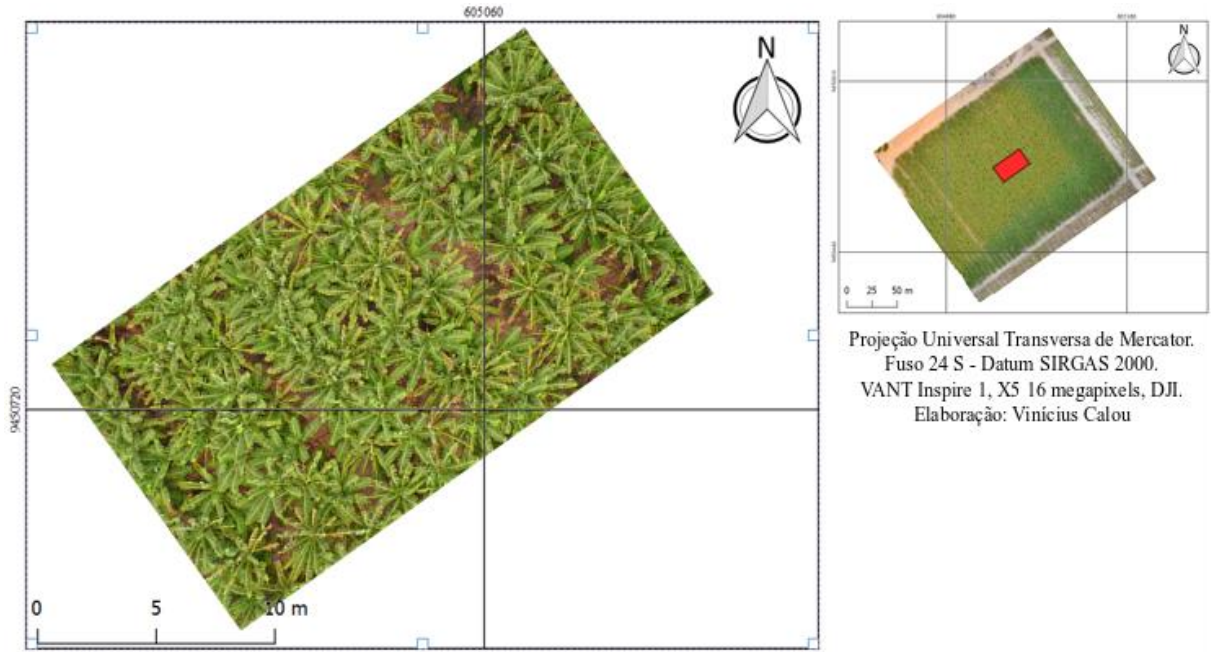 605060
N
9450720
0 5 10 m
N
0 25 50 m
Projeção Universal Transversa de Mercator.
Fuso 24 S - Datum SIRGAS 2000.
VANT Inspire 1, X5 16 megapixels, DJI.
Elaboração: Vinícius Calou